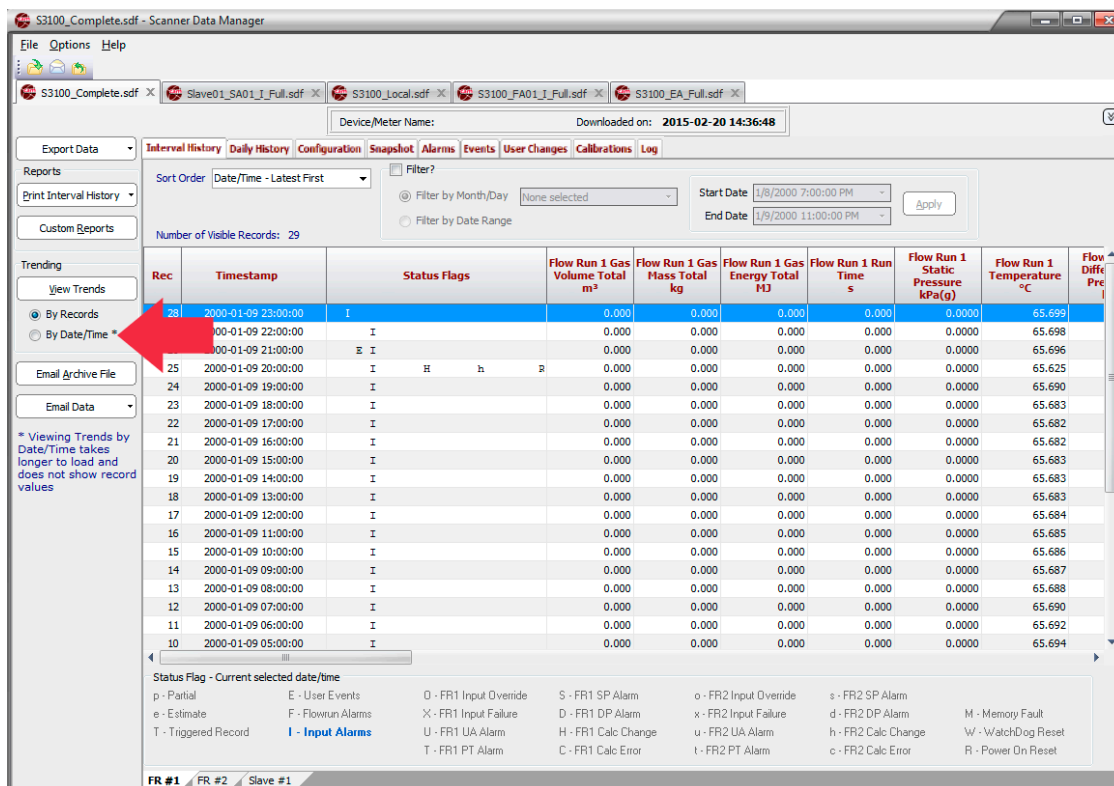 S3100_Complete.sdf - Scanner Data Manager
File Options Help
S3100_Complete.sdf Slave01_SA01_I_Full.sdf S3100_Local.sdf S3100_FA01_I_Full.sdf S3100_EA_Full.sdf
Device/Meter Name: Downloaded on: 2015-02-20 14:36:48
Export Data
Reports
Print Interval History
Custom Reports
Trending
View Trends
By Records
By Date/Time *
Email Archive File
Email Data
* Viewing Trends by
Date/Time takes
longer to load and
does not show record
values
Interval History Daily History Configuration Snapshot Alarms Events User Changes Calibrations Log
Sort Order Date/Time - Latest First
Filter?
Filter by Month/Day None selected
Filter by Date Range
Start Date 1/8/2000 7:00:00 PM
End Date 1/9/2000 11:00:00 PM
Apply
Number of Visible Records: 29
Rec Timestamp Status Flags Flow Run 1 Gas Volume Total m³ Flow Run 1 Gas Mass Total kg Flow Run 1 Gas Energy Total MJ Flow Run 1 Run Time s Flow Run 1 Static Pressure kPa(g) Flow Run 1 Temperature °C
28 2000-01-09 23:00:00 I 0.000 0.000 0.000 0.000 0.0000 65.699
2000-01-09 22:00:00 I 0.000 0.000 0.000 0.000 0.0000 65.698
2000-01-09 21:00:00 E I 0.000 0.000 0.000 0.000 0.0000 65.696
25 2000-01-09 20:00:00 I H h R 0.000 0.000 0.000 0.000 0.0000 65.625
24 2000-01-09 19:00:00 I 0.000 0.000 0.000 0.000 0.0000 65.690
23 2000-01-09 18:00:00 I 0.000 0.000 0.000 0.000 0.0000 65.683
22 2000-01-09 17:00:00 I 0.000 0.000 0.000 0.000 0.0000 65.682
21 2000-01-09 16:00:00 I 0.000 0.000 0.000 0.000 0.0000 65.682
20 2000-01-09 15:00:00 I 0.000 0.000 0.000 0.000 0.0000 65.683
19 2000-01-09 14:00:00 I 0.000 0.000 0.000 0.000 0.0000 65.683
18 2000-01-09 13:00:00 I 0.000 0.000 0.000 0.000 0.0000 65.683
17 2000-01-09 12:00:00 I 0.000 0.000 0.000 0.000 0.0000 65.684
16 2000-01-09 11:00:00 I 0.000 0.000 0.000 0.000 0.0000 65.685
15 2000-01-09 10:00:00 I 0.000 0.000 0.000 0.000 0.0000 65.686
14 2000-01-09 09:00:00 I 0.000 0.000 0.000 0.000 0.0000 65.687
13 2000-01-09 08:00:00 I 0.000 0.000 0.000 0.000 0.0000 65.688
12 2000-01-09 07:00:00 I 0.000 0.000 0.000 0.000 0.0000 65.690
11 2000-01-09 06:00:00 I 0.000 0.000 0.000 0.000 0.0000 65.692
10 2000-01-09 05:00:00 I 0.000 0.000 0.000 0.000 0.0000 65.694
Status Flag - Current selected date/time
p - Partial E - User Events O - FR1 Input Override S - FR1 SP Alarm o - FR2 Input Override s - FR2 SP Alarm
e - Estimate F - Flowrun Alarms X - FR1 Input Failure D - FR1 DP Alarm x - FR2 Input Failure d - FR2 DP Alarm M - Memory Fault
T - Triggered Record I - Input Alarms U - FR1 UA Alarm H - FR1 Calc Change u - FR2 UA Alarm h - FR2 Calc Change W - WatchDog Reset
T - FR1 PT Alarm C - FR1 Calc Error t - FR2 PT Alarm c - FR2 Calc Error R - Power On Reset
FR #1 FR #2 Slave #1